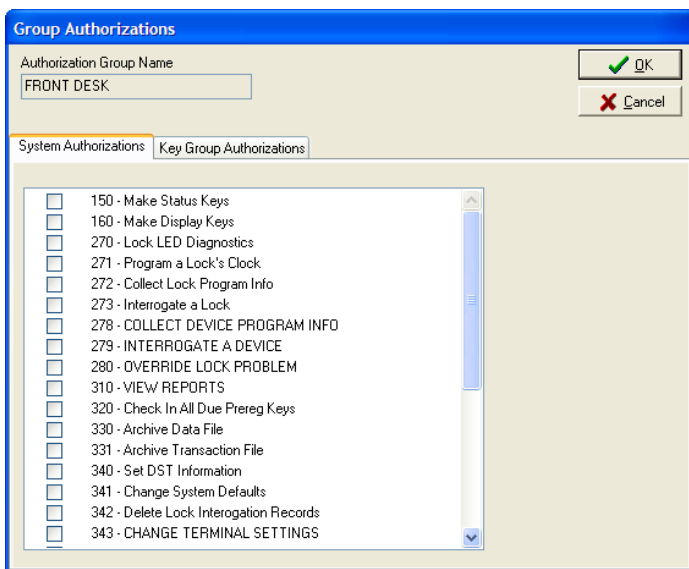 Group Authorizations
Authorization Group Name
FRONT DESK
OK
Cancel
System Authorizations
Key Group Authorizations
150 - Make Status Keys
160 - Make Display Keys
270 - Lock LED Diagnostics
271 - Program a Lock's Clock
272 - Collect Lock Program Info
273 - Interrogate a Lock
278 - COLLECT DEVICE PROGRAM INFO
279 - INTERROGATE A DEVICE
280 - OVERRIDE LOCK PROBLEM
310 - VIEW REPORTS
320 - Check In All Due Prereg Keys
330 - Archive Data File
331 - Archive Transaction File
340 - Set DST Information
341 - Change System Defaults
342 - Delete Lock Interogation Records
343 - CHANGE TERMINAL SETTINGS